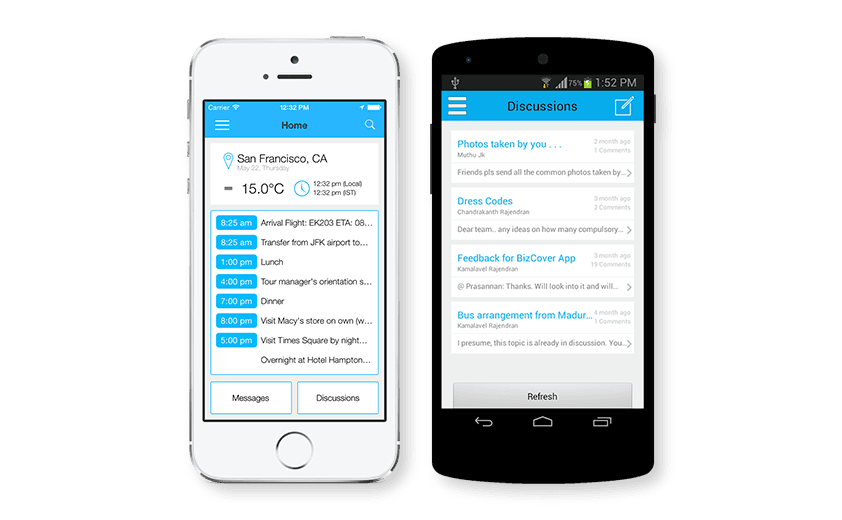 Carrier 12:32 PM
Home
San Francisco, CA
May 22, Thursday
15.0°C
12:32 pm (Local)
12:32 pm (IST)
8:25 am Arrival Flight: EK203 ETA: 08...
8:25 am Transfer from JFK airport to...
1:00 pm Lunch
4:00 pm Tour manager's orientation s...
7:00 pm Dinner
8:00 pm Visit Macy's store on own (w...
5:00 pm Visit Times Square by night...
Overnight at Hotel Hampton...
Messages Discussions
75% 1:52 PM
Discussions
Photos taken by you . . . 2 month ago
Muthu Jk 1 Comments
Friends pls send all the common photos taken by...
Dress Codes 3 month ago
Chandrakanth Rajendran 2 Comments
Dear team.. any ideas on how many compulsory...
Feedback for BizCover App 3 month ago
Kamalavel Rajendran 19 Comments
@ Prasannan: Thanks. Will look into it and will...
Bus arrangement from Madur... 4 month ago
Kamalavel Rajendran 1 Comments
I presume, this topic is already in discussion. You...
Refresh